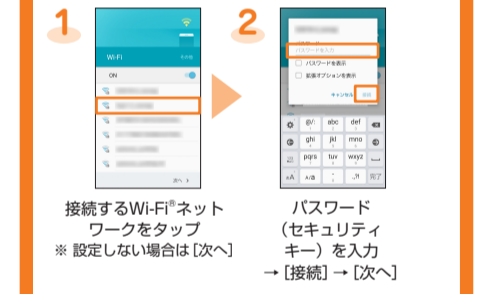 1
Wi-Fi
ON
次へ
接続するWi-Fi®ネット
ワークをタップ
※ 設定しない場合は[次へ]
2
パスワードを入力
パスワードを表示
拡張オプションを表示
キャンセル 接続
@/: abc def
ghi jkl mno
pqrs tuv wxyz
完了
パスワード
(セキュリティ
キー)を入力
→[接続]→[次へ]